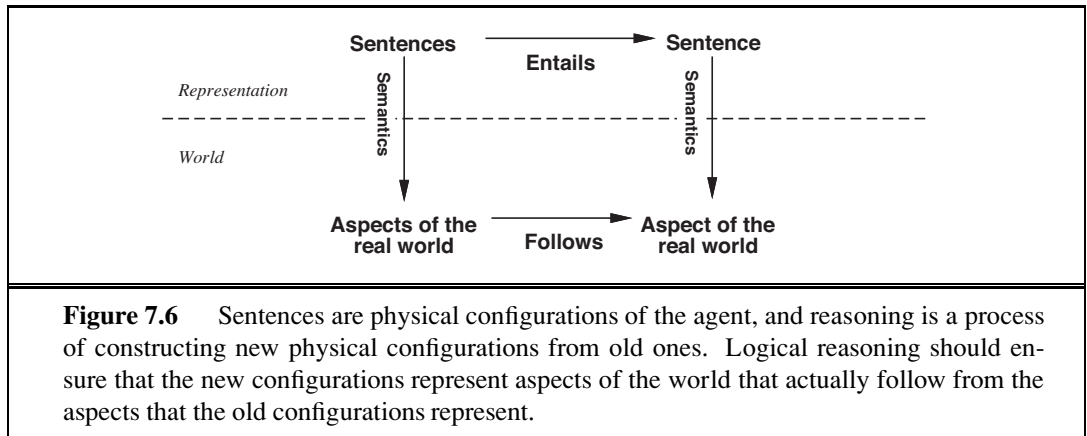 Sentences
Entails
Sentence
Representation
Semantics
Semantics
World
Aspects of the
real world
Follows
Aspect of the
real world
Figure 7.6 Sentences are physical configurations of the agent, and reasoning is a process
of constructing new physical configurations from old ones. Logical reasoning should en-
sure that the new configurations represent aspects of the world that actually follow from the
aspects that the old configurations represent.